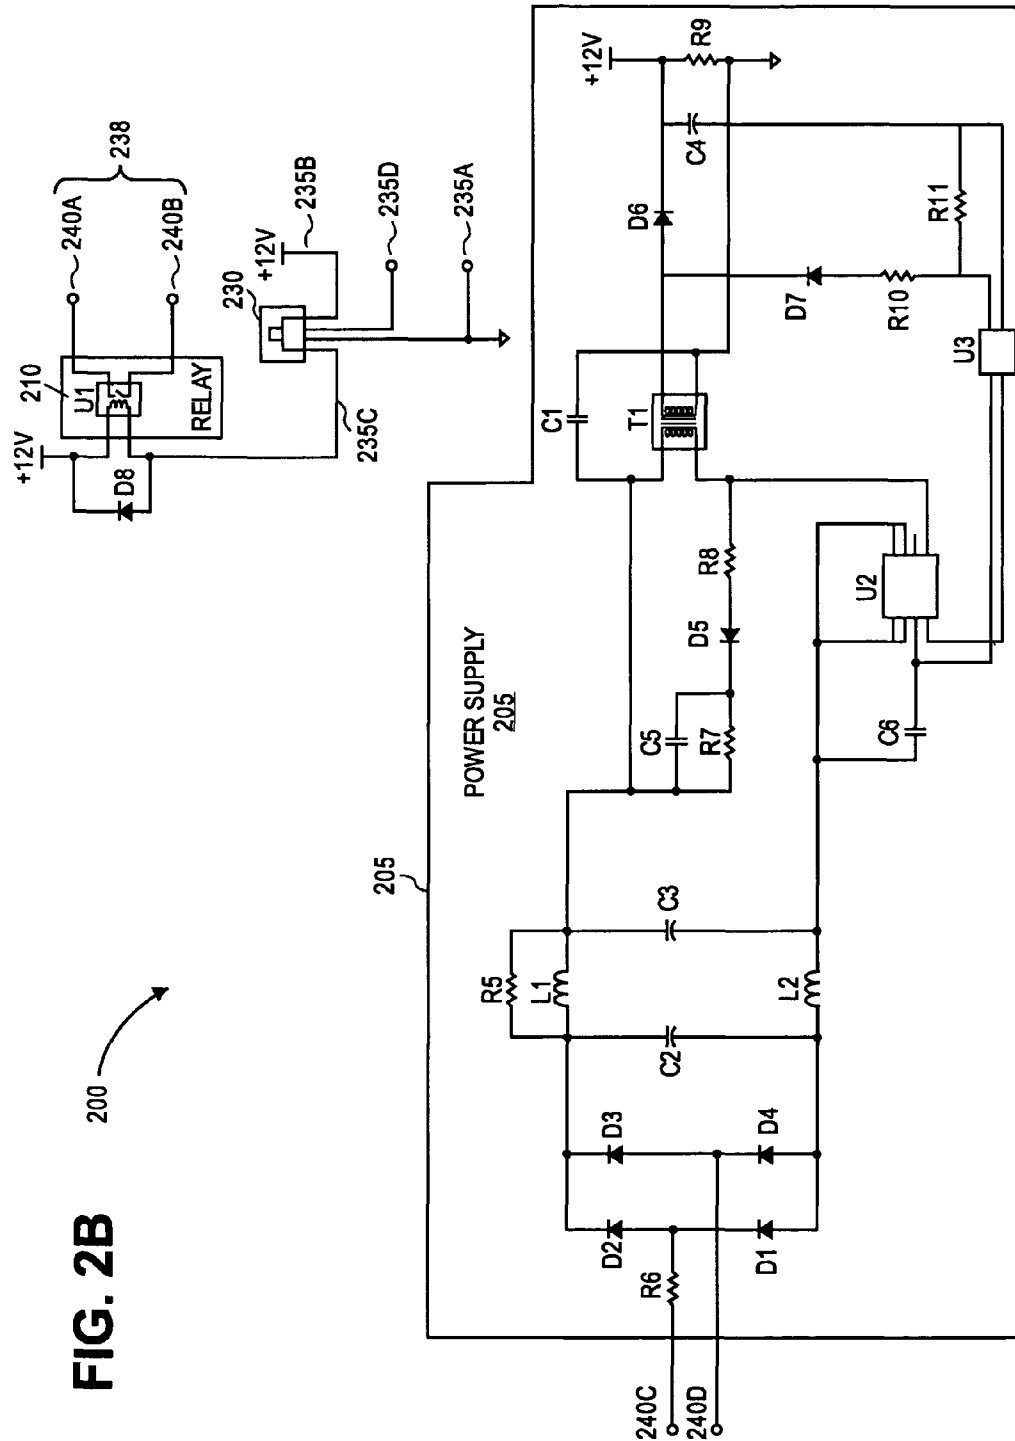 FIG. 2B
200
+12V
D8
210
U1
RELAY
240A
240B
238
235C
230
+12V
235B
235D
235A
205
POWER SUPPLY
205
240C
240D
R6
D2
D1
D3
D4
C2
R5
L1
L2
C3
C5
R7
D5
R8
C6
U2
C1
T1
D6
D7
R10
U3
R11
C4
+12V
R9